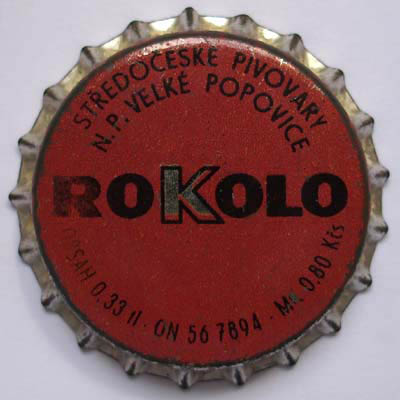 STŘEDOČESKÉ PIVOVARY
N.P. VELKÉ POPOVICE
ROKOLO
OBSAH 0,33 l · ON 56 7894 · MC 0,80 Kčs